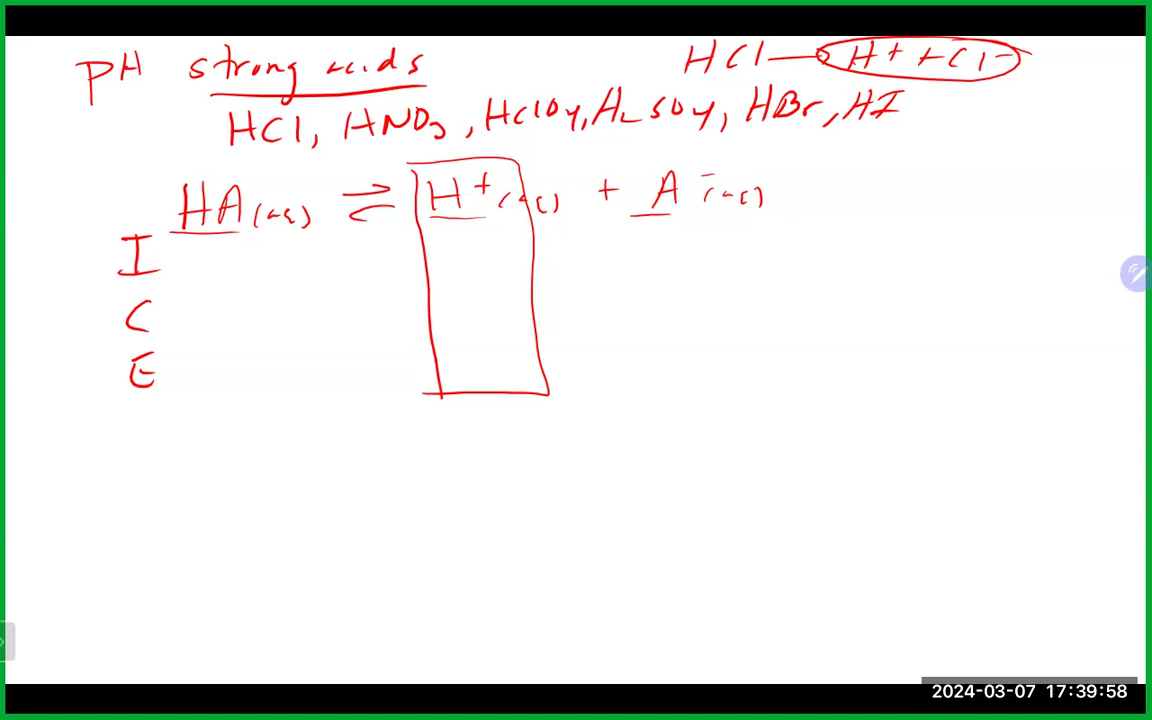 PH strong acids HCl → H+ + Cl-
HCl, HNO3, HClO4, H2SO4, HBr, HI
HA(aq) ⇌ H+(aq) + A-(aq)
I
C
E
2024-03-07 17:39:58